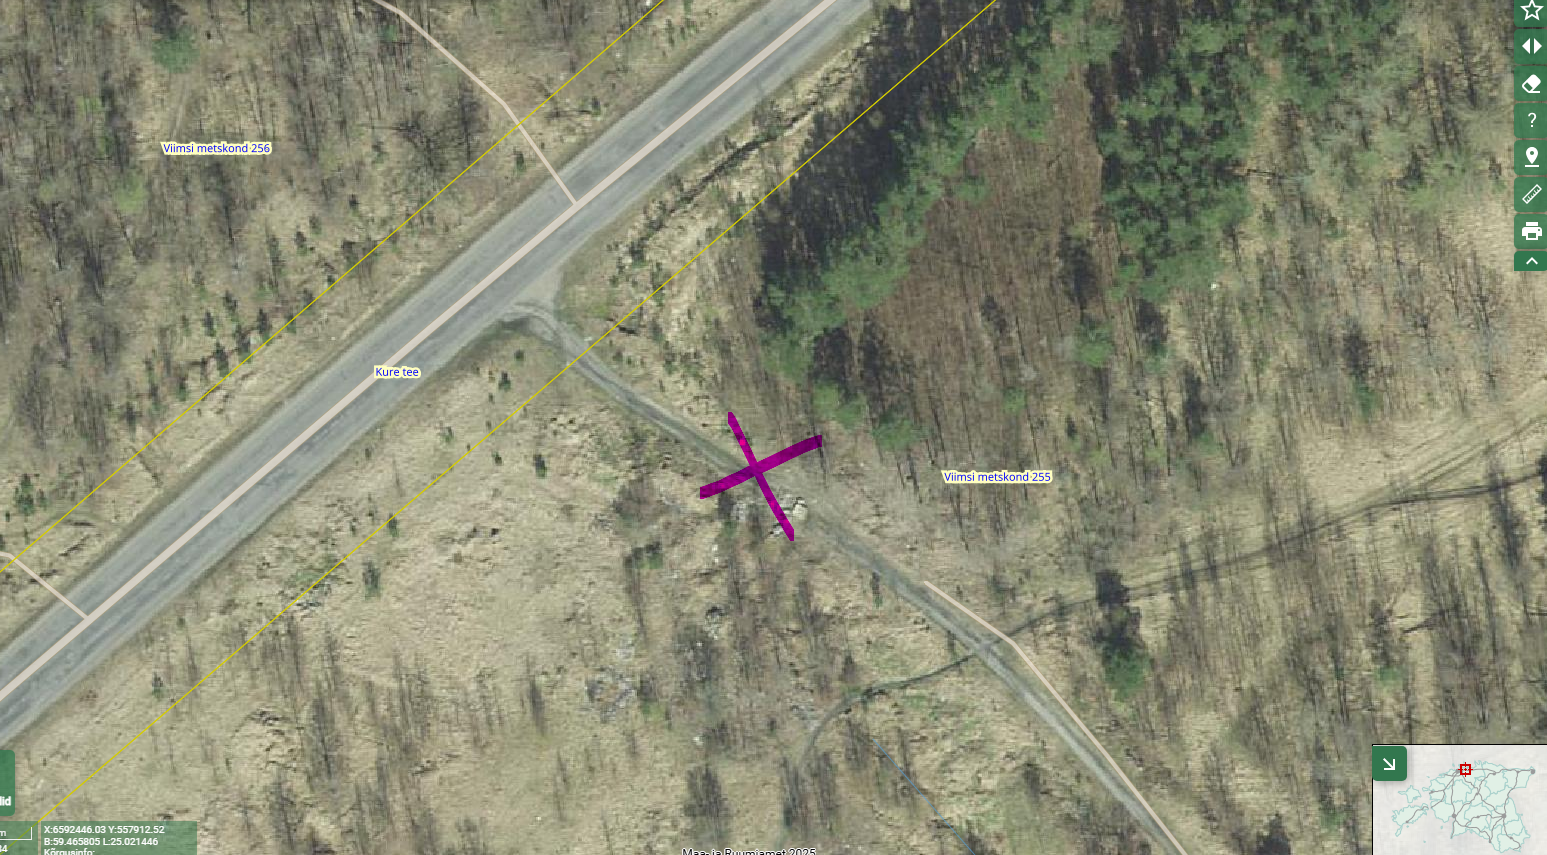 Viimsi metskond 256
?
Kure tee
Viimsi metskond 255
lid
m
X:6592446.03 Y:557912.52
B:59.465805 L:25.021446
Kõrgusinfo:
Maa- ja Ruumiamet 2025